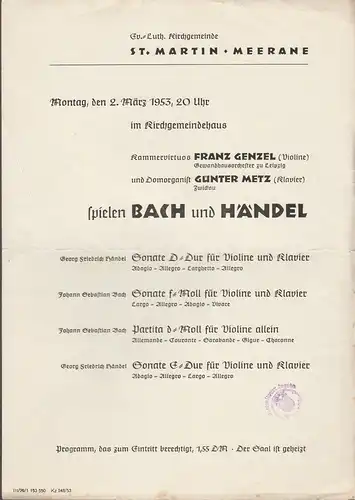 Ev.-Luth. Kirchgemeinde
ST. MARTIN · MEERANE
Montag, den 2. März 1953, 20 Uhr
im Kirchgemeindehaus
Kammervirtuos FRANZ GENZEL (Violine)
Gewandhausorchester zu Leipzig
und Domorganist GÜNTER METZ (Klavier)
Zwickau
spielen BACH und HÄNDEL
Georg Friedrich Händel Sonate D-Dur für Violine und Klavier
Adagio - Allegro - Larghetto - Allegro
Johann Sebastian Bach Sonate f-Moll für Violine und Klavier
Largo - Allegro - Adagio - Vivace
Johann Sebastian Bach Partita d-Moll für Violine allein
Allemande - Courante - Sarabande - Gigue - Chaconne
Georg Friedrich Händel Sonate E-Dur für Violine und Klavier
Adagio - Allegro - Largo - Allegro
Programm, das zum Eintritt berechtigt, 1,55 DM · Der Saal ist geheizt